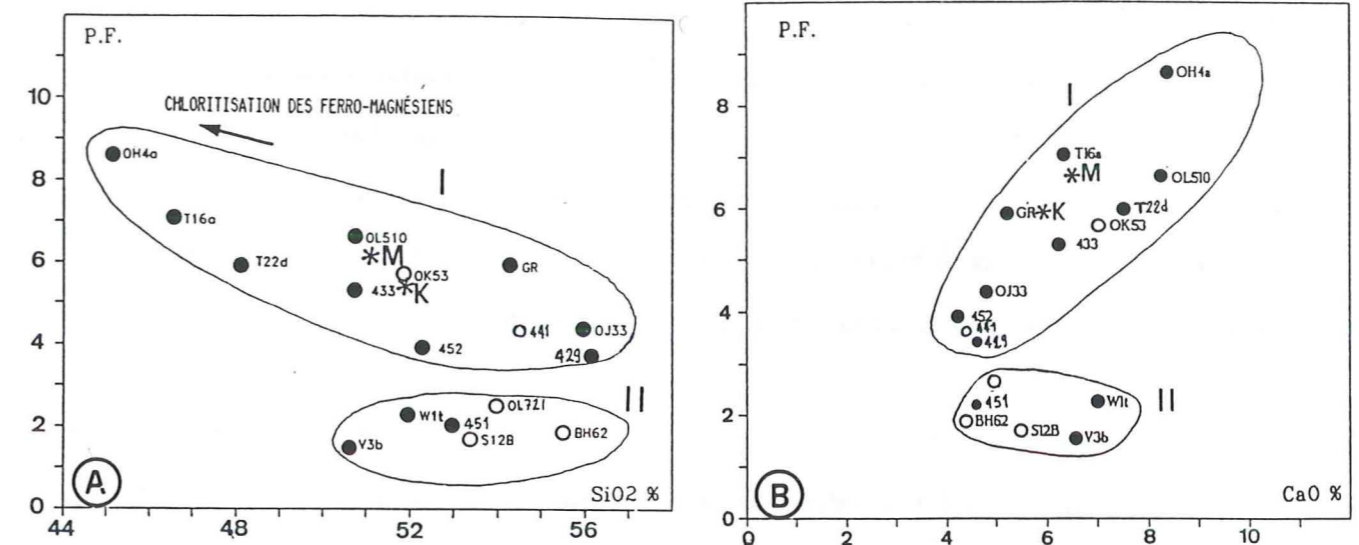 P.F.
10
8
6
4
2
0
CHLORITISATION DES FERRO-MAGNÉSIENS
I
OH4a
T16a
T22d
OL510
*M
OK53
433
*K
GR
441
OJ33
452
429
II
OL721
W1t
451
S12B
BH62
V3b
A
SiO2 %
44
48
52
56
P.F.
8
6
4
2
0
I
OH4a
T16a
*M
OL510
GR
*K
T22d
OK53
433
OJ33
452
441
429
II
451
W1t
BH62
S12B
V3b
B
CaO %
0
2
4
6
8
10